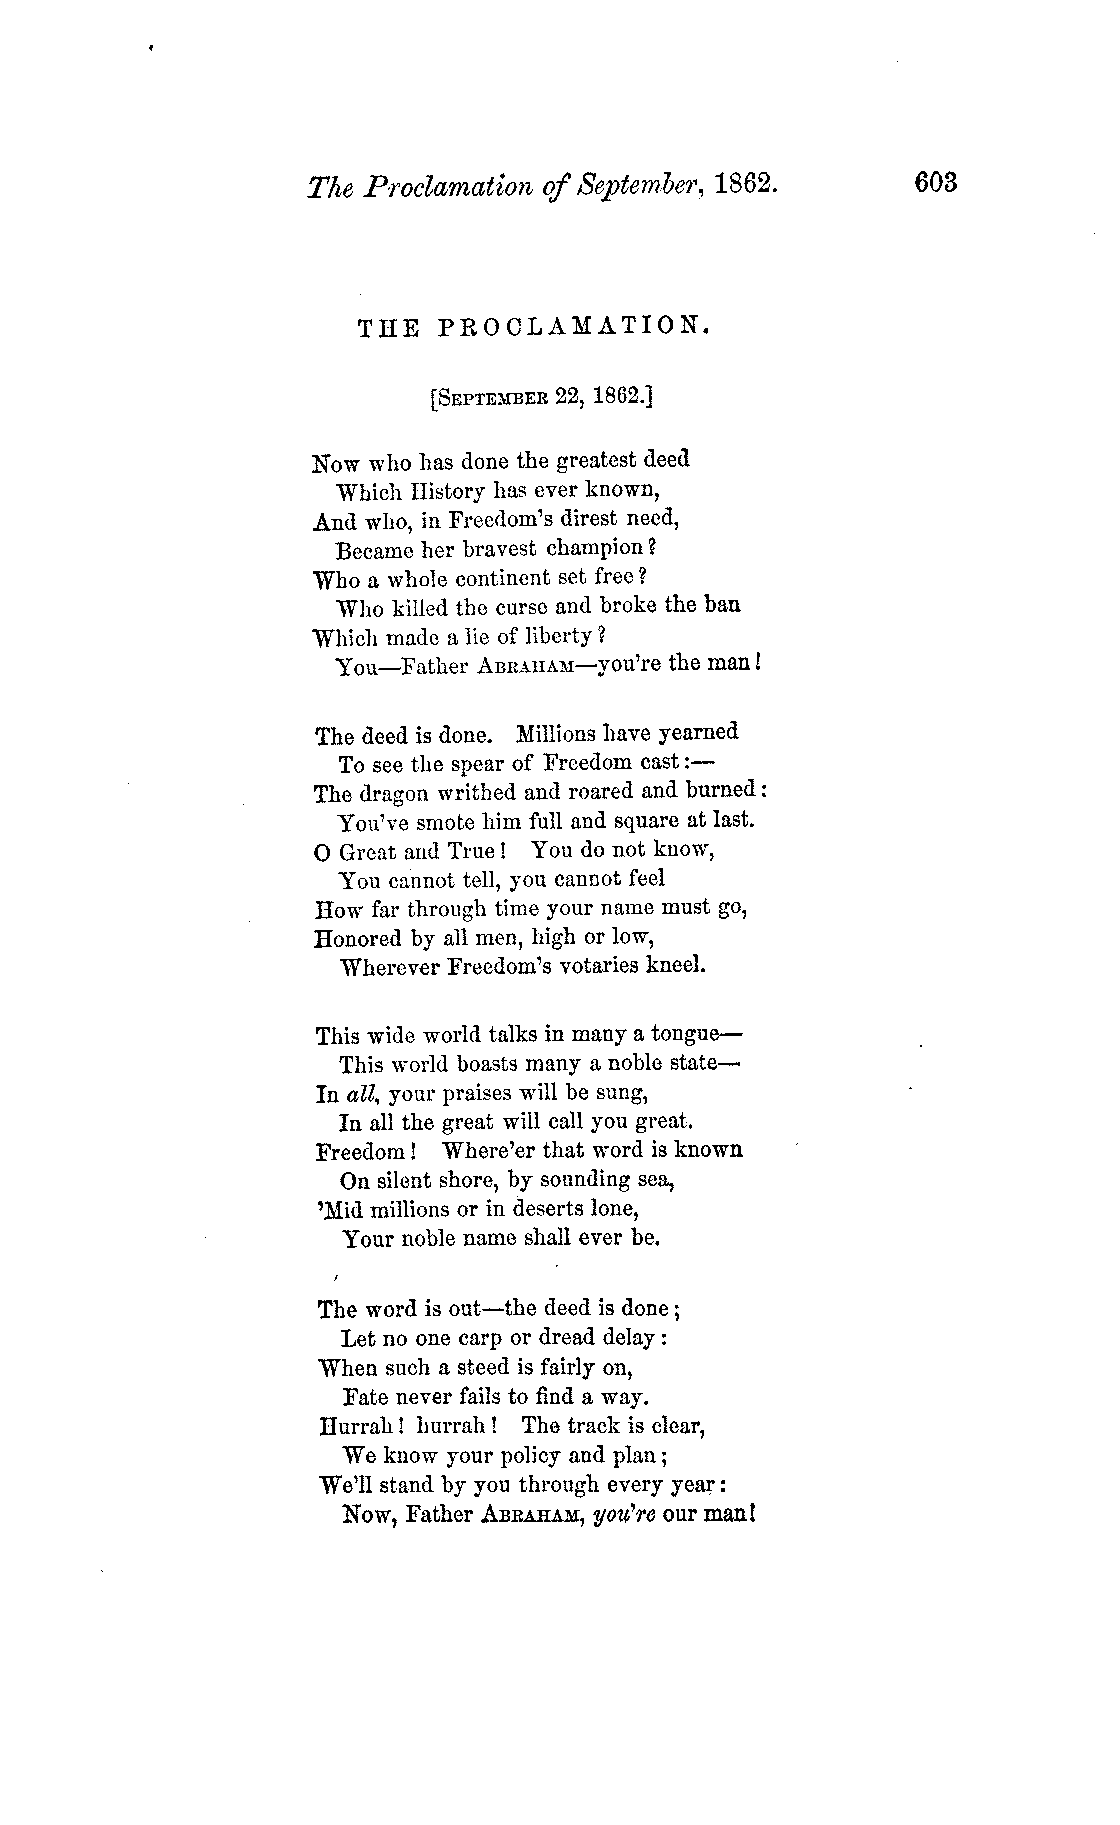 The Proclamation of September, 1862. 603
THE PROCLAMATION.
[SEPTEMBER 22, 1862.]
Now who has done the greatest deed
Which History has ever known,
And who, in Freedom's direst need,
Became her bravest champion?
Who a whole continent set free?
Who killed the curse and broke the ban
Which made a lie of liberty?
You—Father ABRAHAM—you're the man!
The deed is done. Millions have yearned
To see the spear of Freedom cast:—
The dragon writhed and roared and burned:
You've smote him full and square at last.
O Great and True! You do not know,
You cannot tell, you cannot feel
How far through time your name must go,
Honored by all men, high or low,
Wherever Freedom's votaries kneel.
This wide world talks in many a tongue—
This world boasts many a noble state—
In all, your praises will be sung,
In all the great will call you great.
Freedom! Where'er that word is known
On silent shore, by sounding sea,
'Mid millions or in deserts lone,
Your noble name shall ever be.
The word is out—the deed is done;
Let no one carp or dread delay:
When such a steed is fairly on,
Fate never fails to find a way.
Hurrah! hurrah! The track is clear,
We know your policy and plan;
We'll stand by you through every year:
Now, Father ABRAHAM, you're our man!